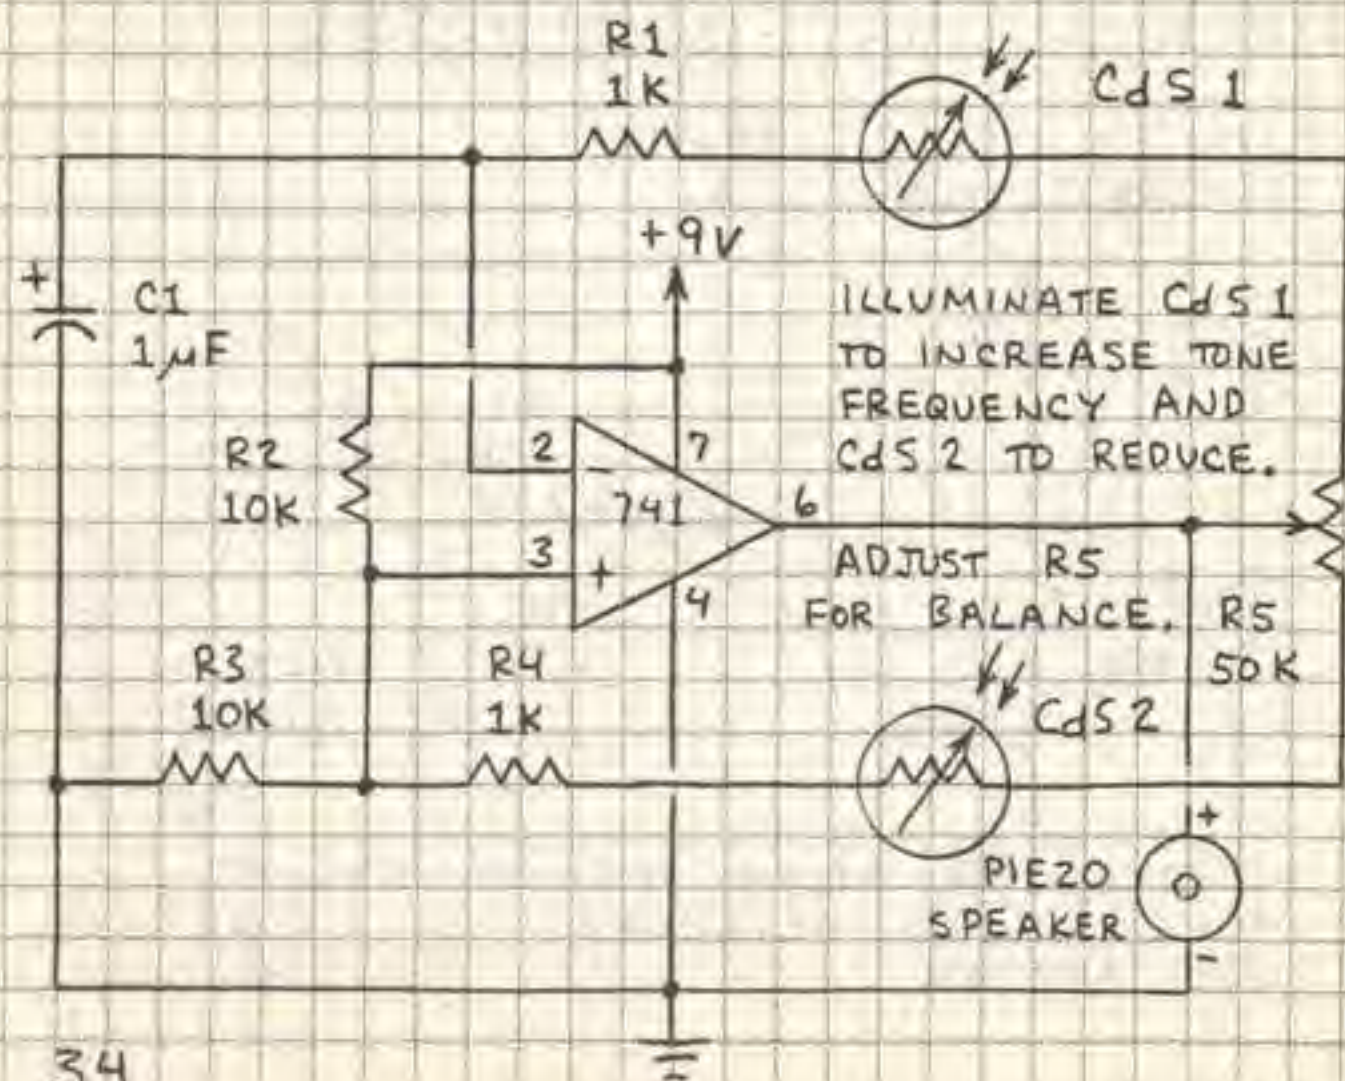 R1
1K
CdS 1
+9V
+
C1
1µF
ILLUMINATE CdS 1
TO INCREASE TONE
FREQUENCY AND
CdS 2 TO REDUCE.
R2
10K
2
-
7
741
6
3
+
4
ADJUST R5
FOR BALANCE.
R5
50K
R3
10K
R4
1K
CdS 2
+
PIEZO
SPEAKER
-
34